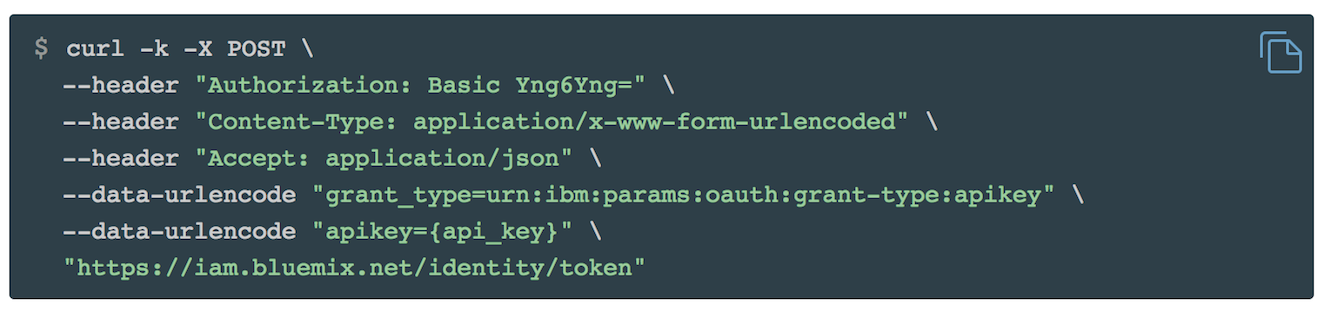 $ curl -k -X POST \
--header "Authorization: Basic Yng6Yng=" \
--header "Content-Type: application/x-www-form-urlencoded" \
--header "Accept: application/json" \
--data-urlencode "grant_type=urn:ibm:params:oauth:grant-type:apikey" \
--data-urlencode "apikey={api_key}" \
"https://iam.bluemix.net/identity/token"